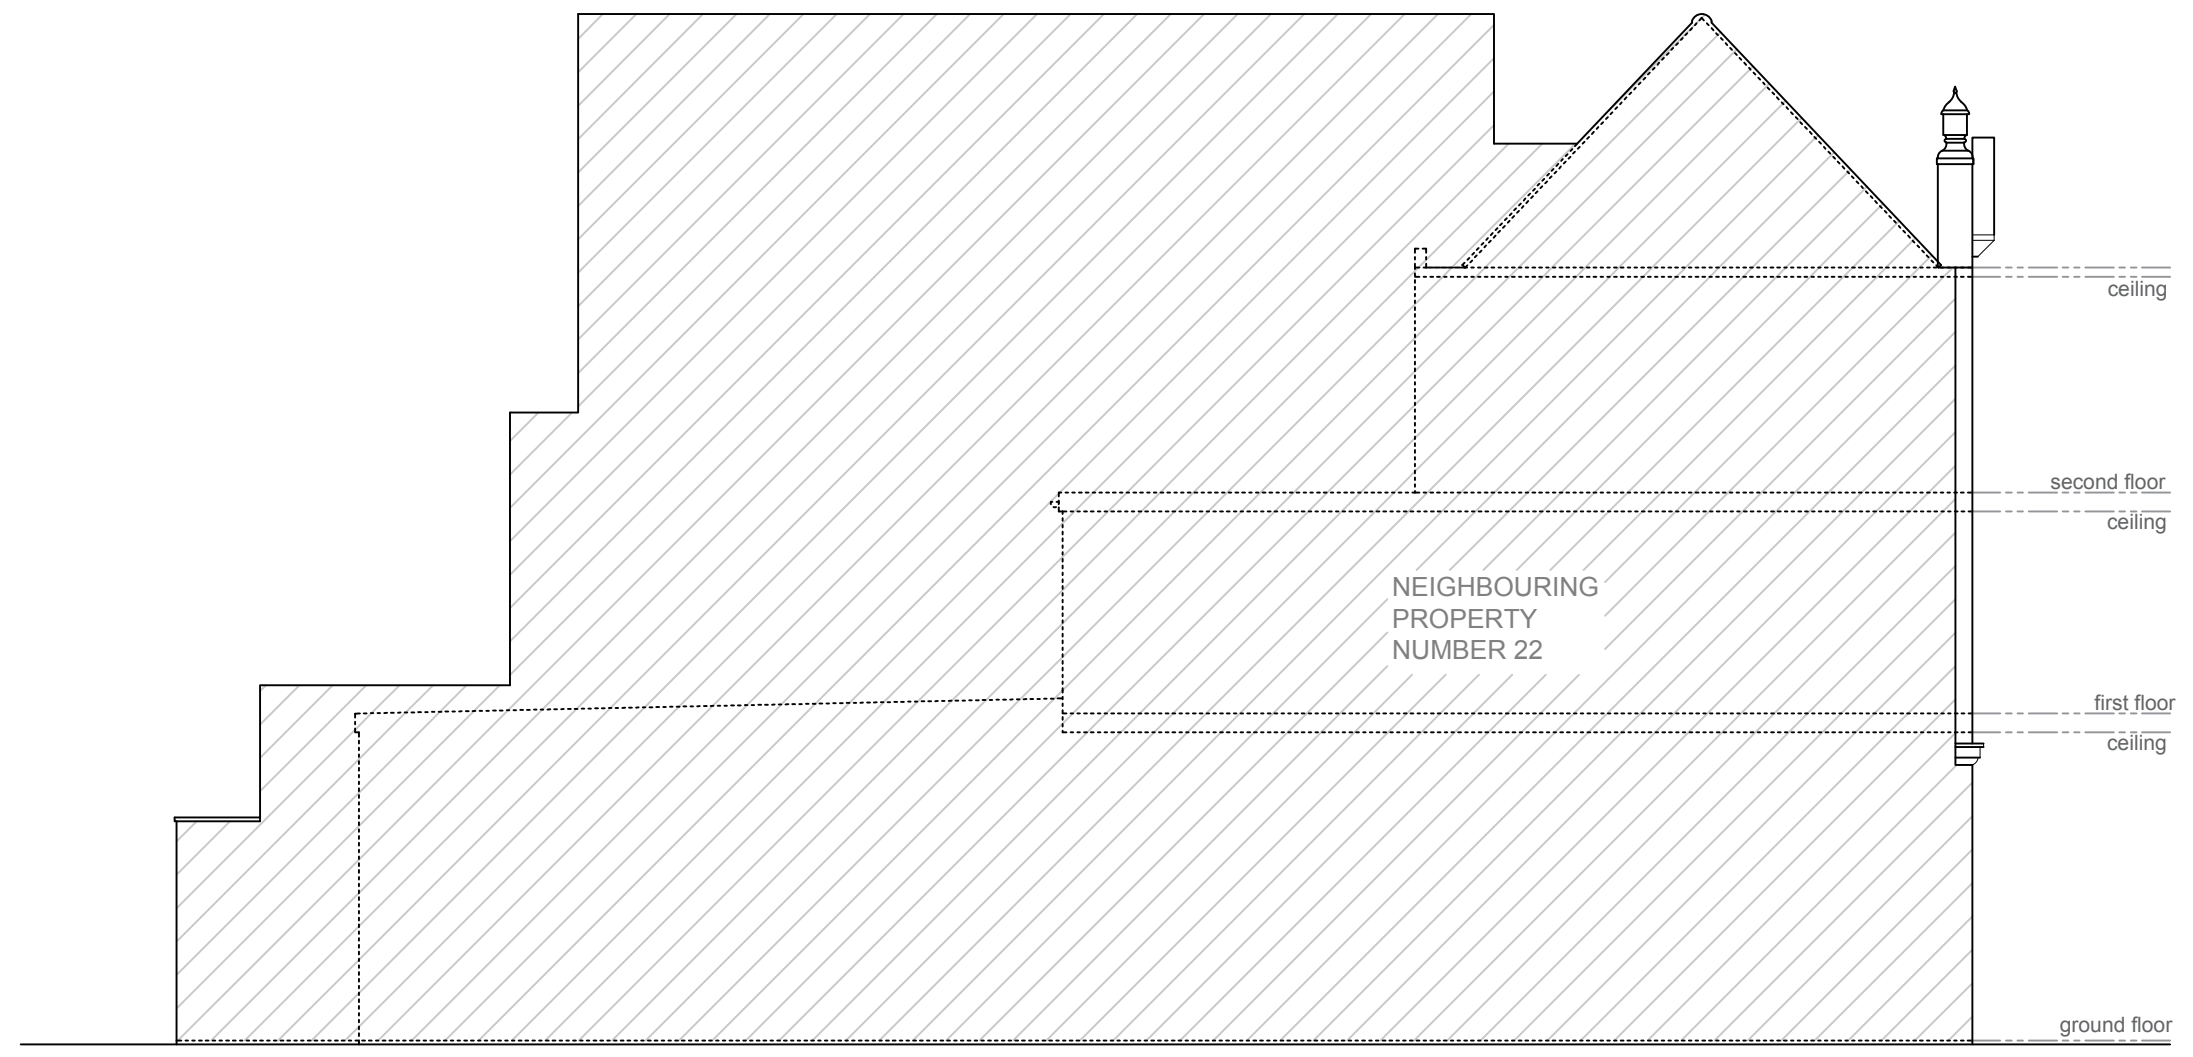 ceiling
second floor
ceiling
NEIGHBOURING
PROPERTY
NUMBER 22
first floor
ceiling
ground floor